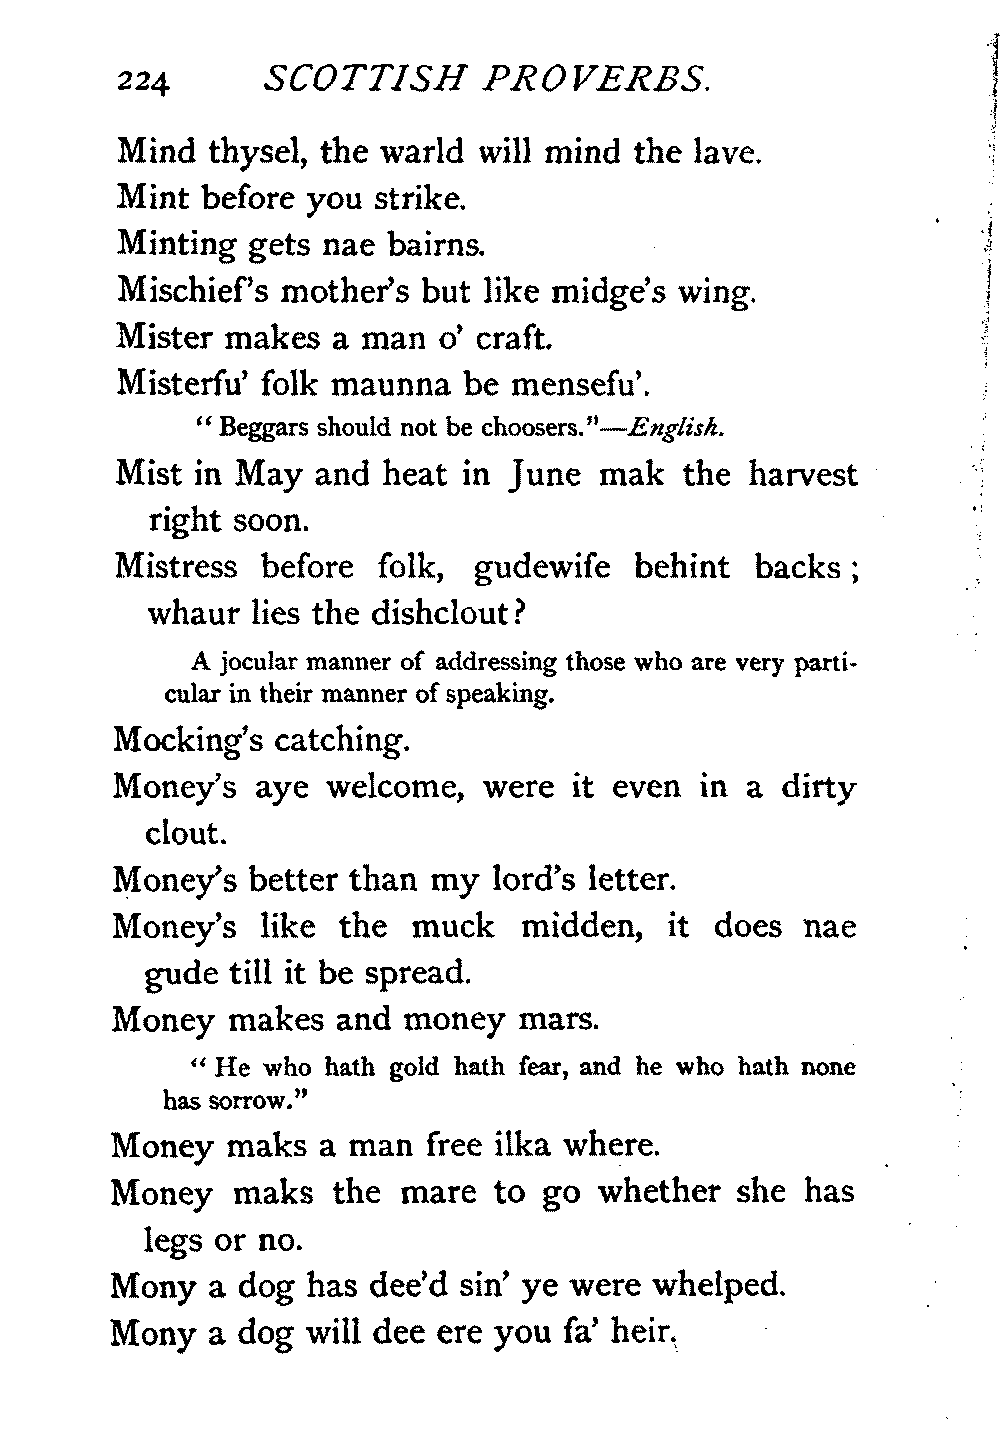 224 SCOTTISH PROVERBS.
Mind thysel, the warld will mind the lave.
Mint before you strike.
Minting gets nae bairns.
Mischief's mother's but like midge's wing.
Mister makes a man o' craft.
Misterfu' folk maunna be mensefu'.
"Beggars should not be choosers."—English.
Mist in May and heat in June mak the harvest
right soon.
Mistress before folk, gudewife behint backs ;
whaur lies the dishclout?
A jocular manner of addressing those who are very parti-
cular in their manner of speaking.
Mocking's catching.
Money's aye welcome, were it even in a dirty
clout.
Money's better than my lord's letter.
Money's like the muck midden, it does nae
gude till it be spread.
Money makes and money mars.
"He who hath gold hath fear, and he who hath none
has sorrow."
Money maks a man free ilka where.
Money maks the mare to go whether she has
legs or no.
Mony a dog has dee'd sin' ye were whelped.
Mony a dog will dee ere you fa' heir.